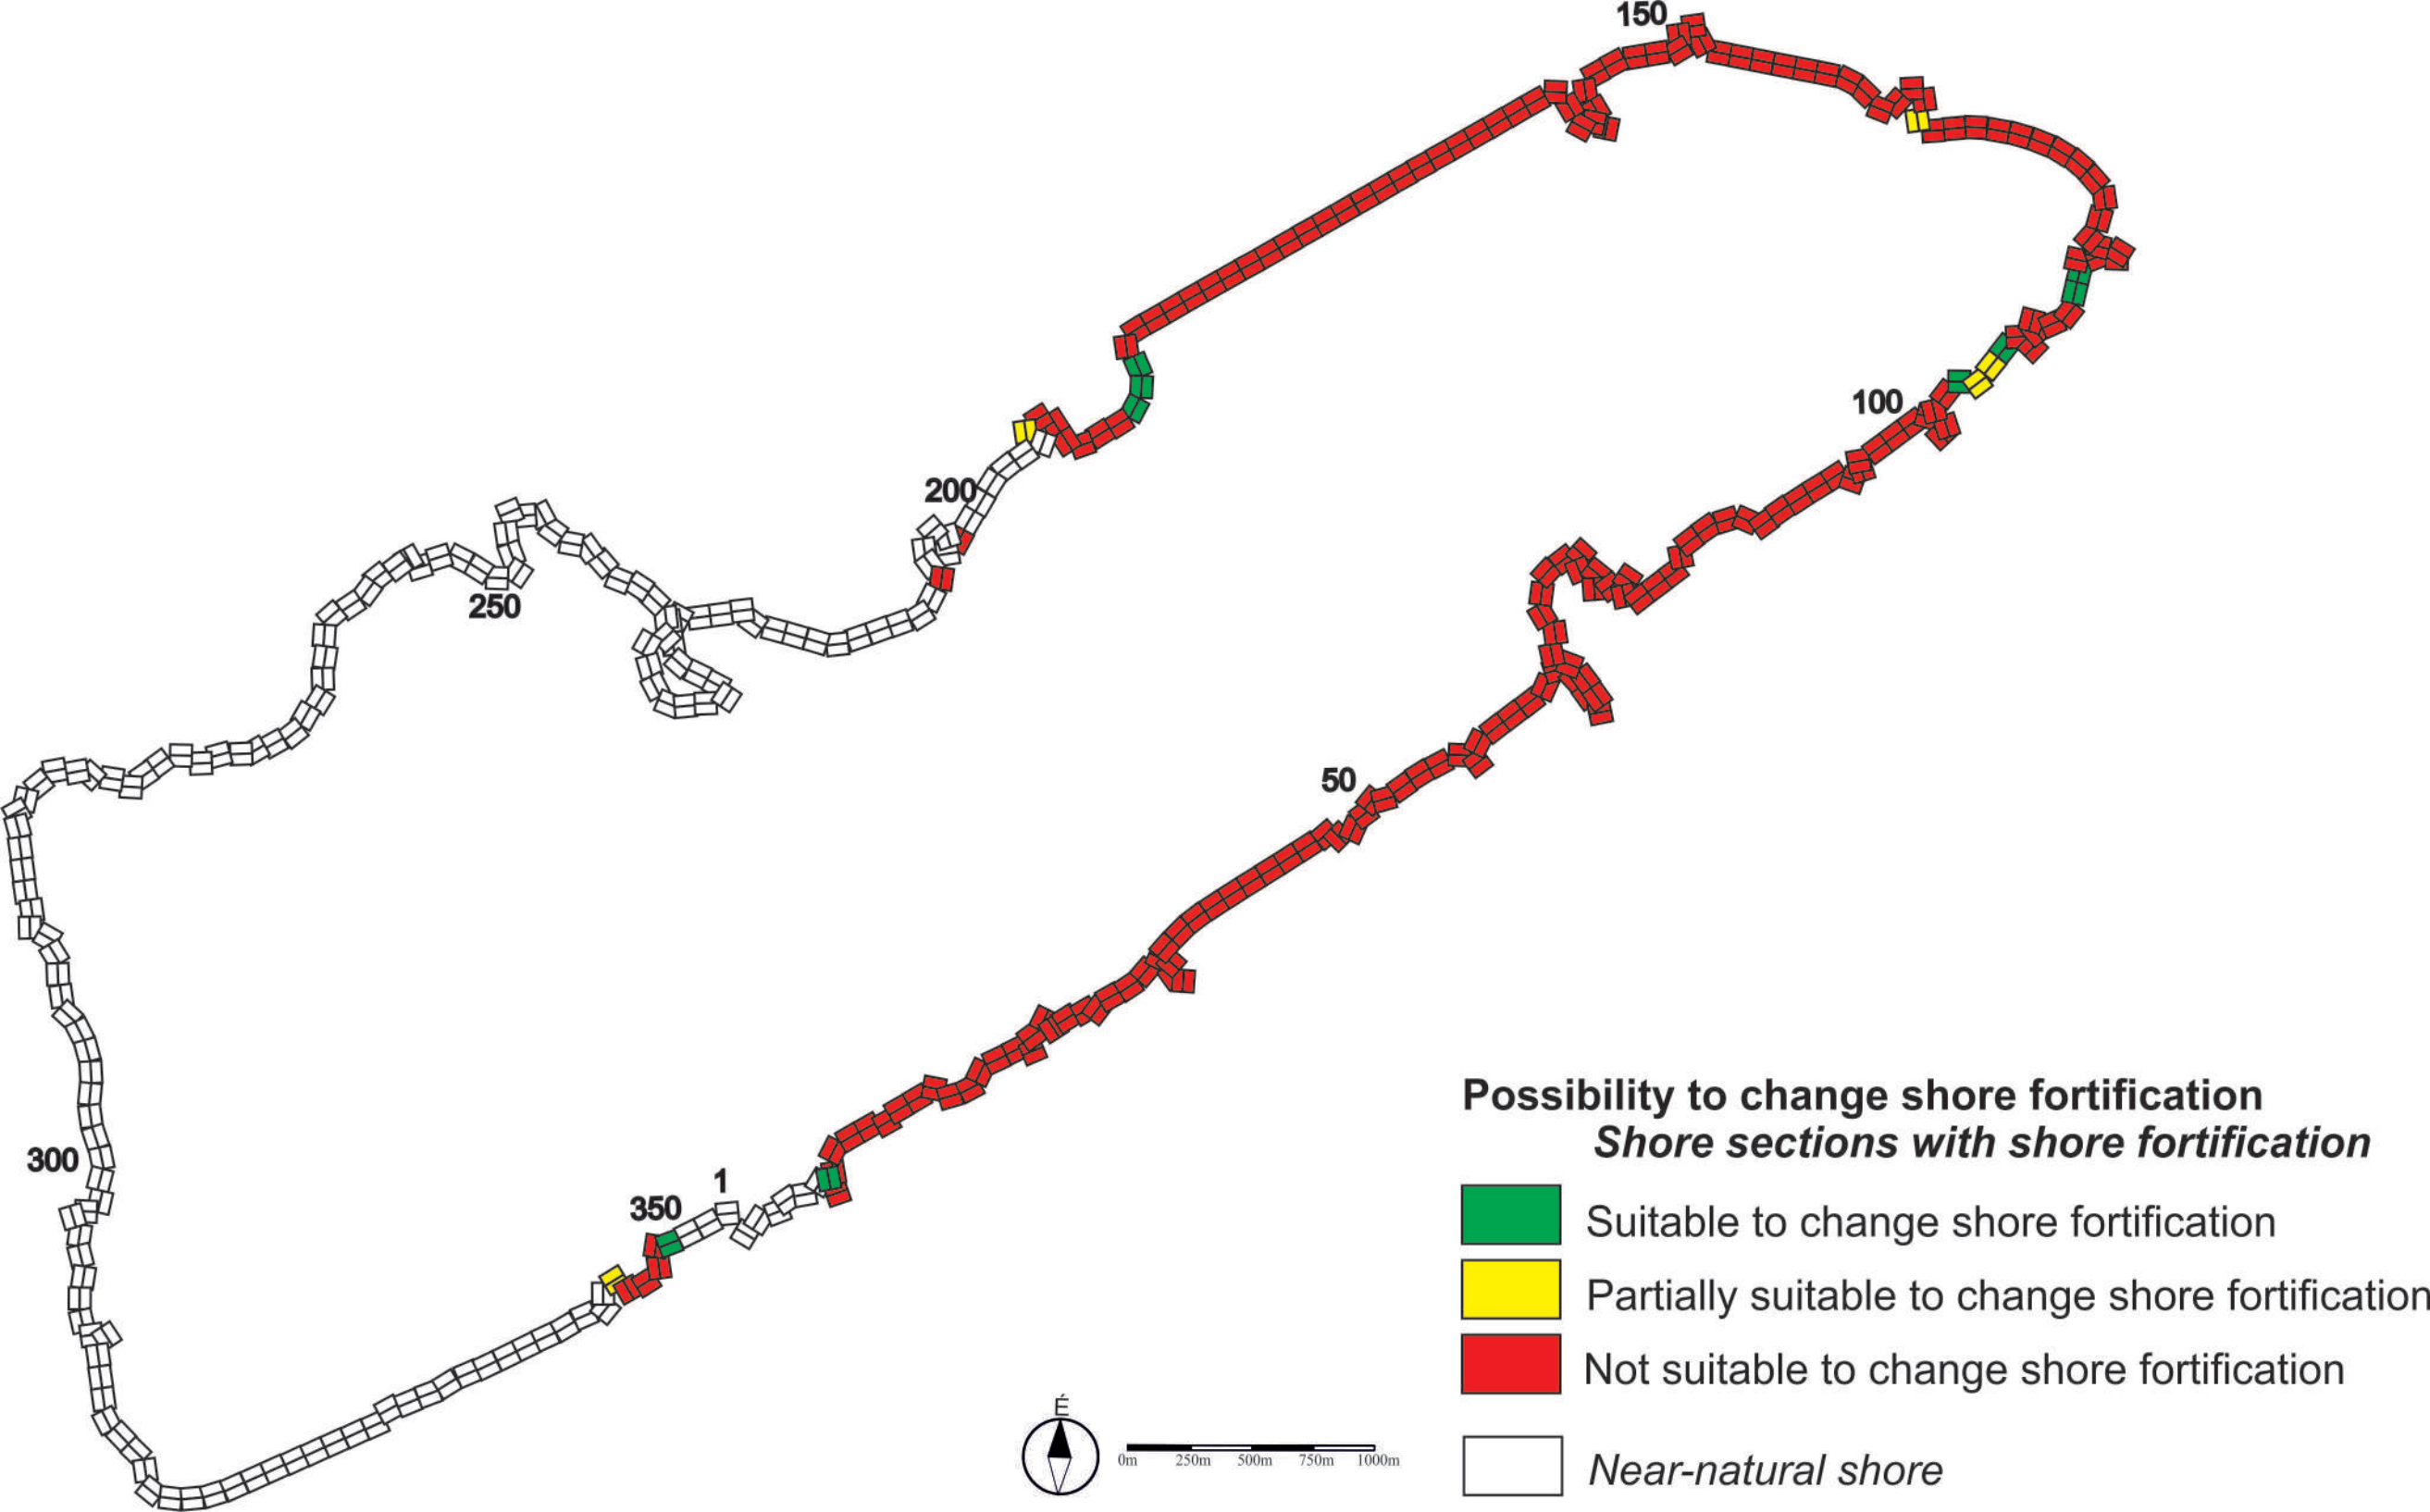 150
100
200
250
50
300
1
350
Possibility to change shore fortification
Shore sections with shore fortification
Suitable to change shore fortification
Partially suitable to change shore fortification
Not suitable to change shore fortification
Near-natural shore
É
0m 250m 500m 750m 1000m